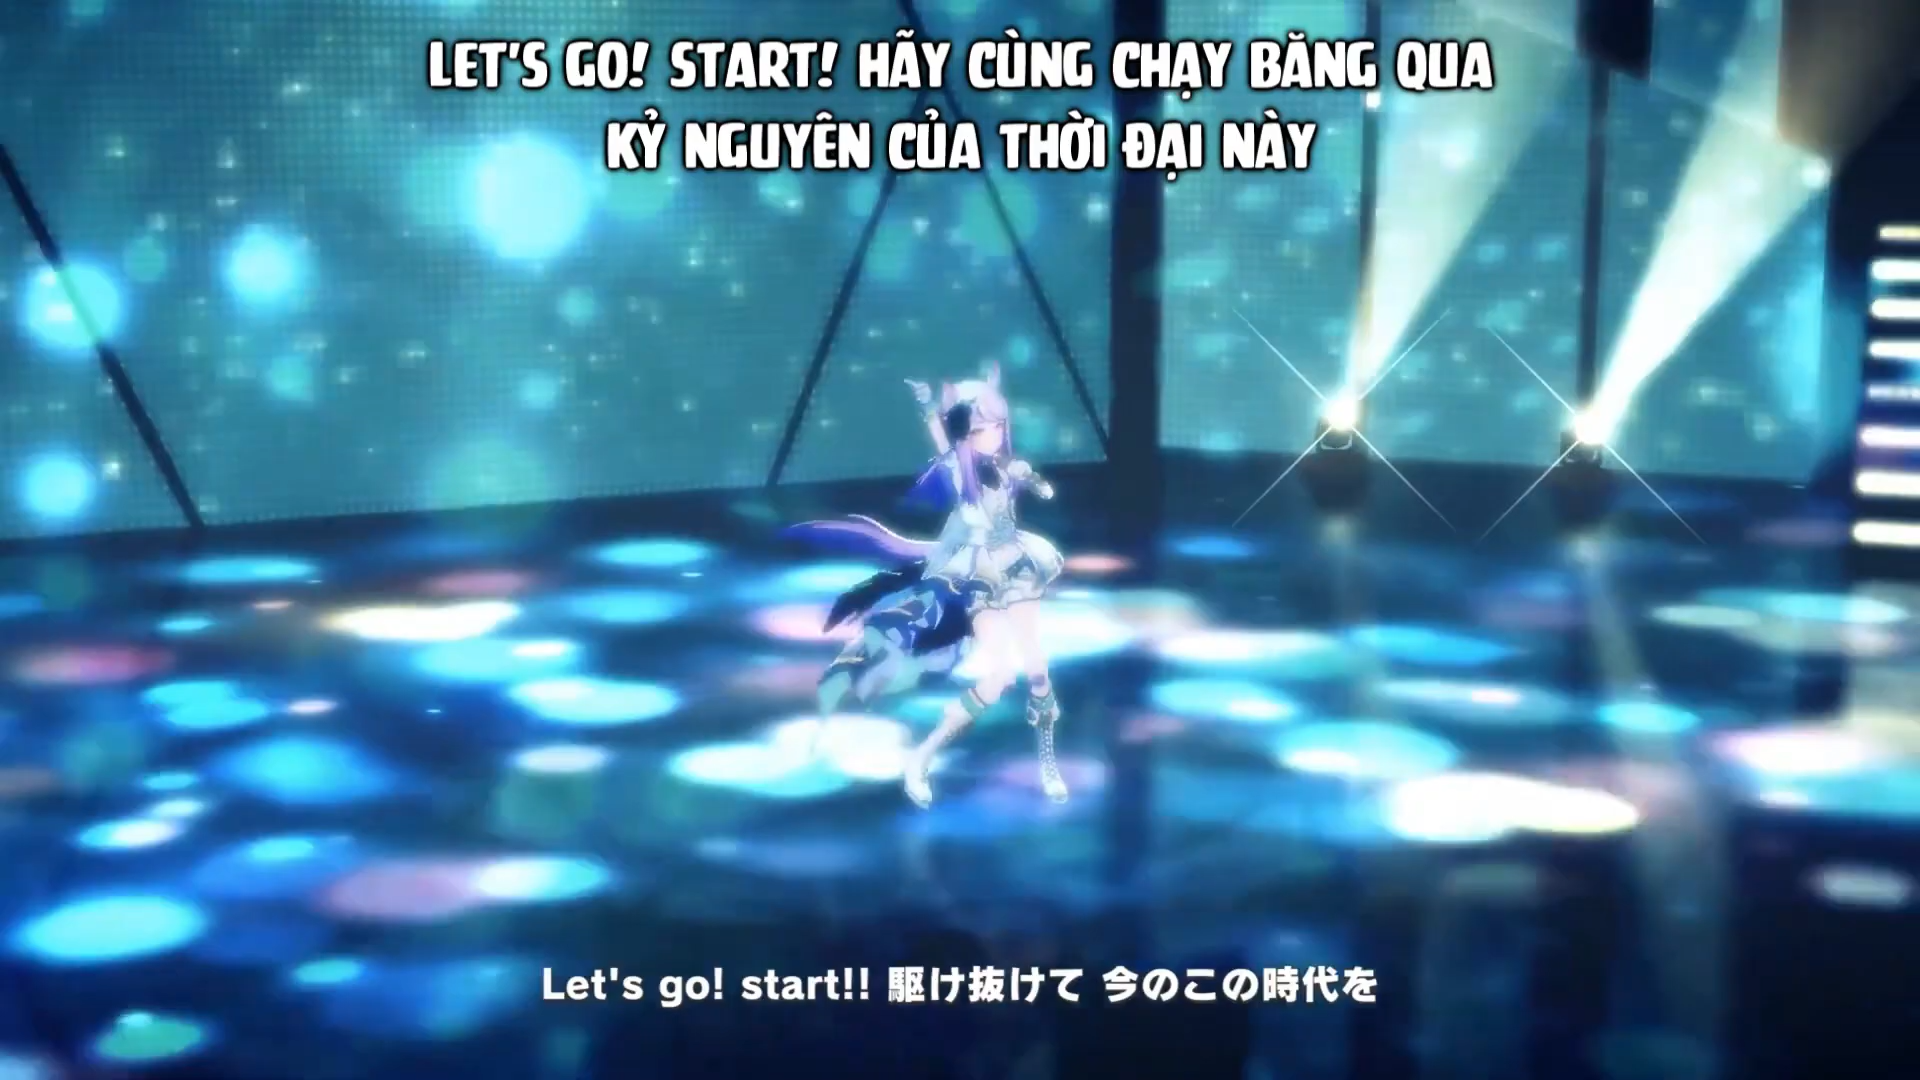 LET'S GO! START! HÃY CÙNG CHẠY BĂNG QUA
KỶ NGUYÊN CỦA THỜI ĐẠI NÀY
Let's go! start!! 駆け抜けて 今のこの時代を